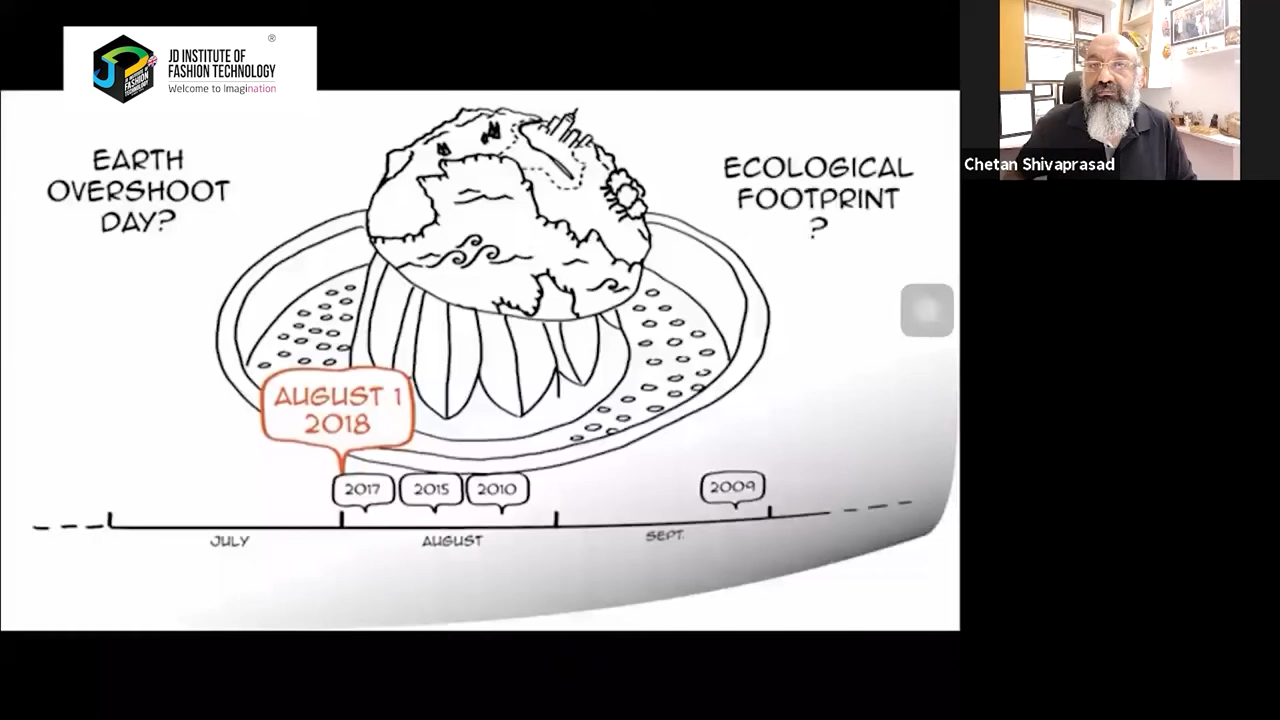 JD INSTITUTE OF
FASHION TECHNOLOGY
Welcome to Imagination
®
Chetan Shivaprasad
EARTH
OVERSHOOT
DAY?
ECOLOGICAL
FOOTPRINT
?
AUGUST 1
2018
2017
2015
2010
2009
JULY
AUGUST
SEPT.